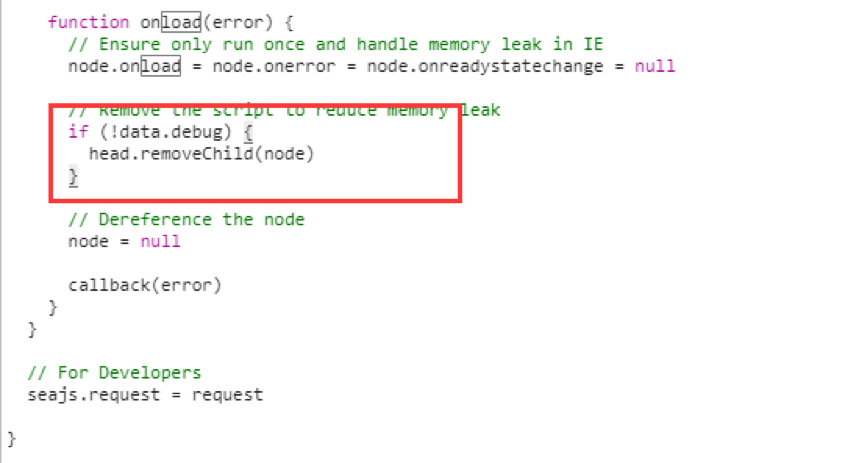 function onload(error) {
// Ensure only run once and handle memory leak in IE
node.onload = node.onerror = node.onreadystatechange = null
// Remove the script to reduce memory leak
if (!data.debug) {
head.removeChild(node)
}
// Dereference the node
node = null
callback(error)
}
}
// For Developers
seajs.request = request
}